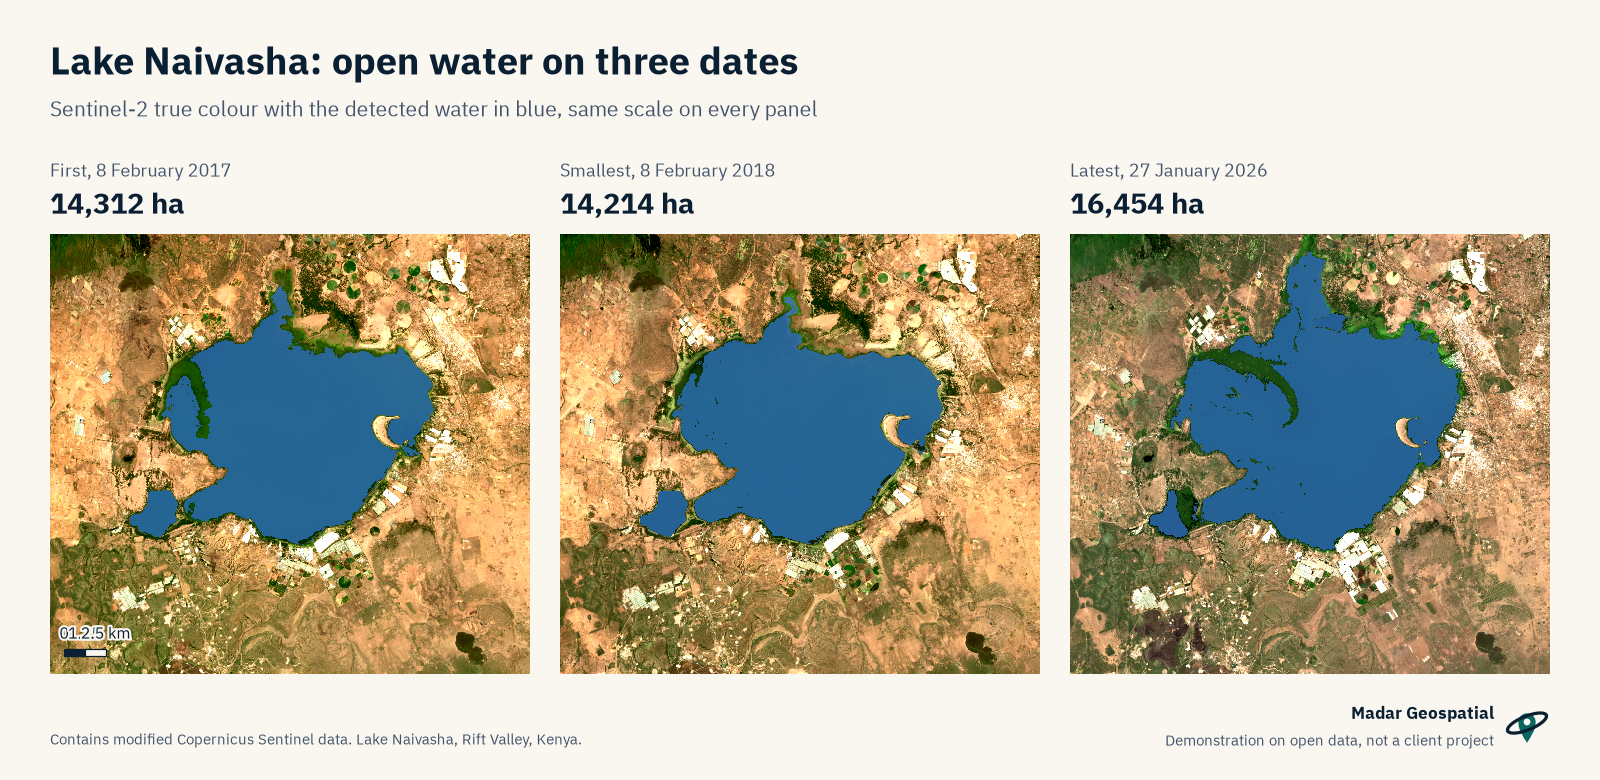 Lake Naivasha: open water on three dates
Sentinel-2 true colour with the detected water in blue, same scale on every panel
First, 8 February 2017
14,312 ha
Smallest, 8 February 2018
14,214 ha
Latest, 27 January 2026
16,454 ha
01.2.5 km
Madar Geospatial
Contains modified Copernicus Sentinel data. Lake Naivasha, Rift Valley, Kenya.
Demonstration on open data, not a client project